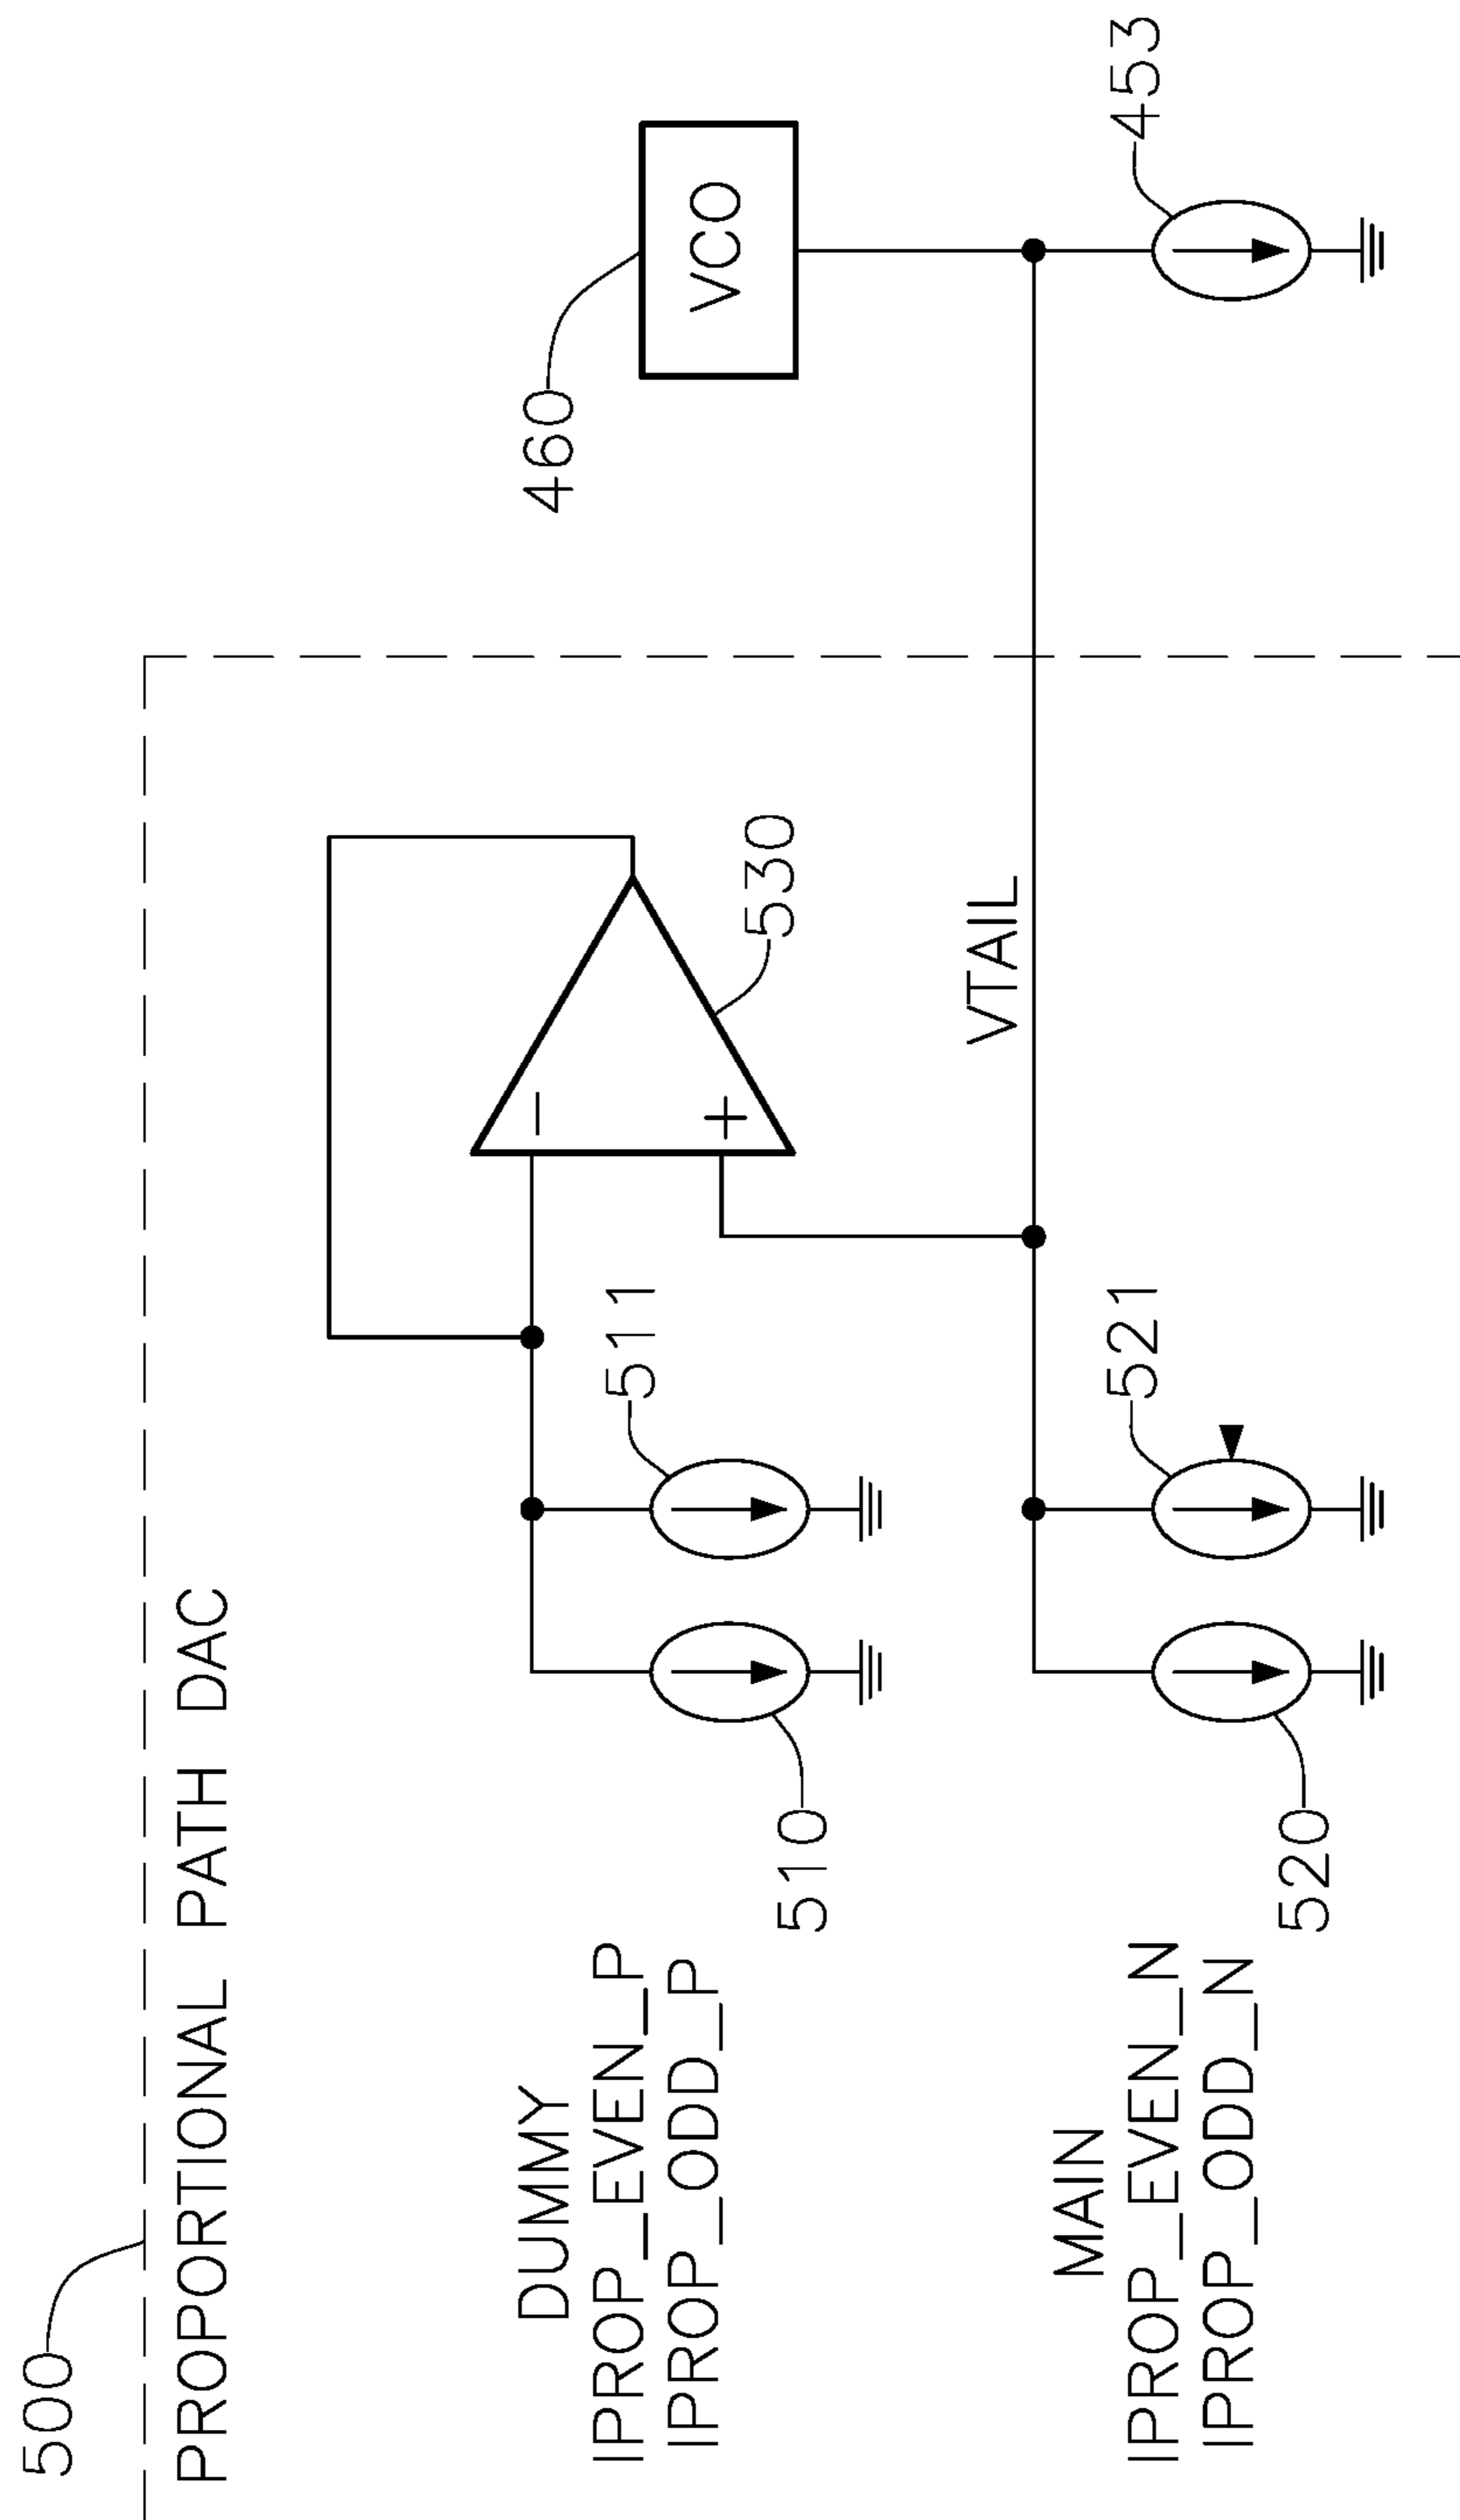 500
PROPORTIONAL PATH DAC
460
VCO
530
DUMMY
IPROP_EVEN_P
IPROP_ODD_P
510
511
−
+
VTAIL
MAIN
IPROP_EVEN_N
IPROP_ODD_N
520
521
453